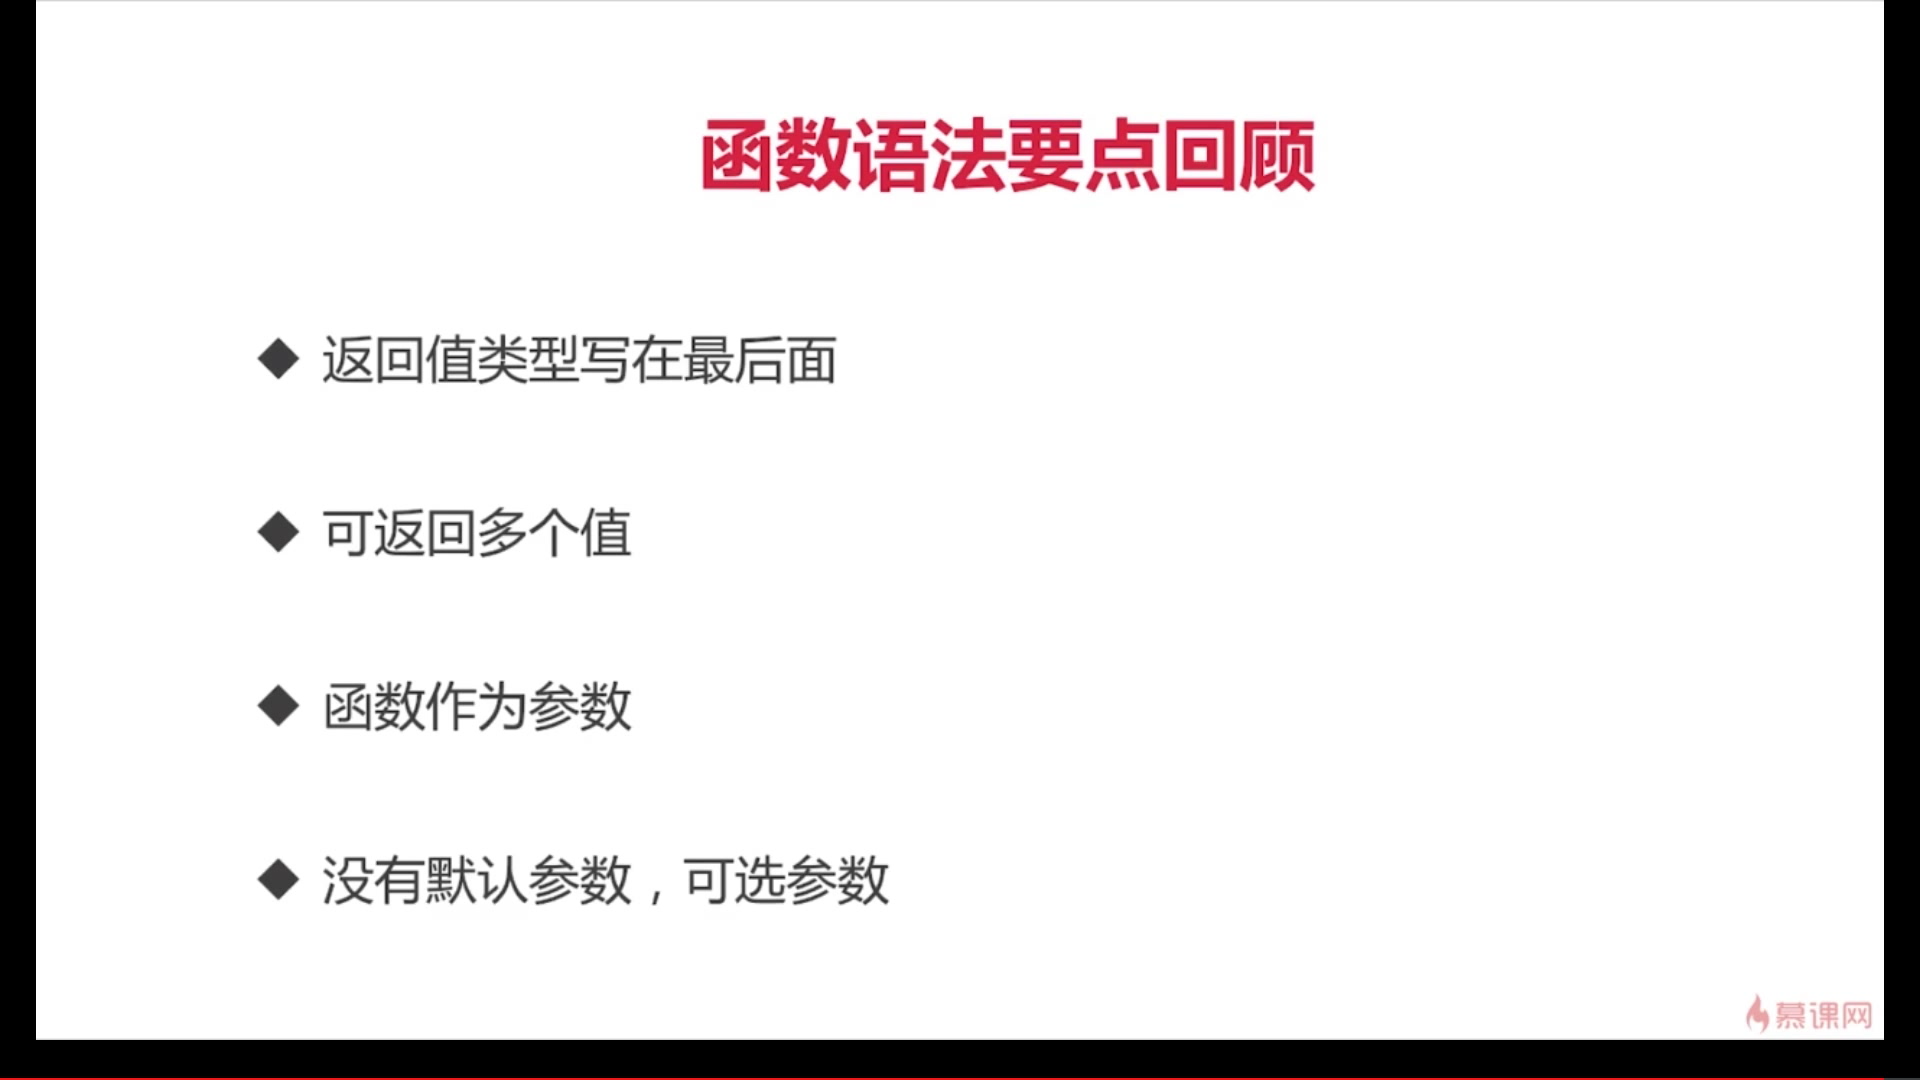 函数语法要点回顾
◆ 返回值类型写在最后面
◆ 可返回多个值
◆ 函数作为参数
◆ 没有默认参数，可选参数
慕课网